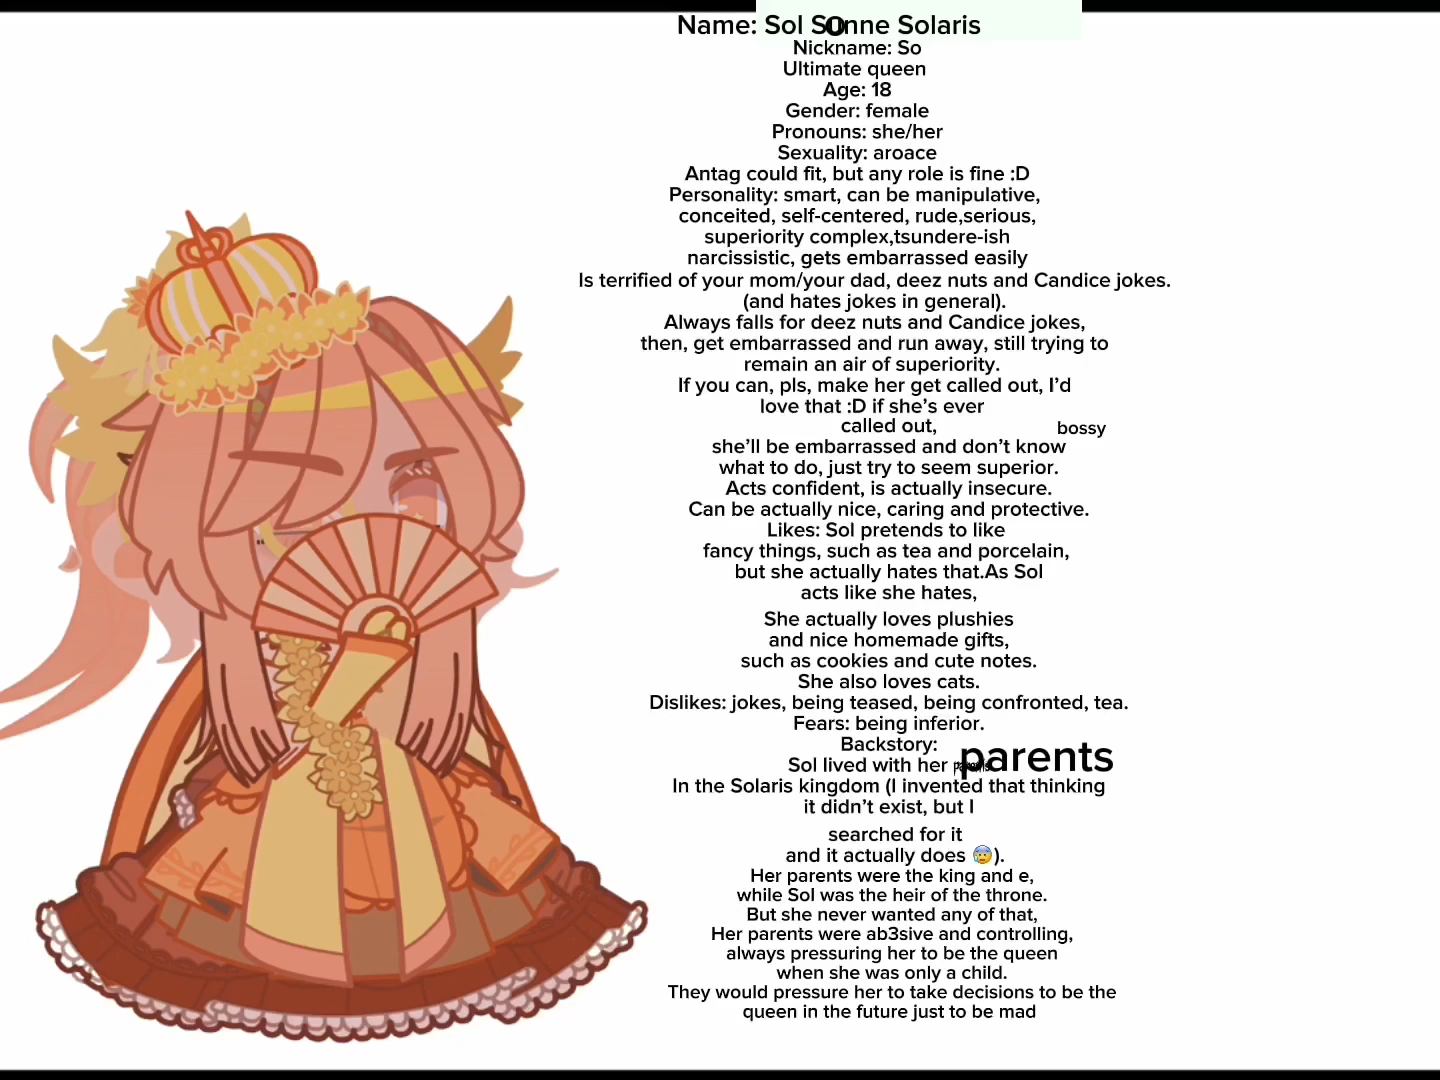 Name: Sol Sonne Solaris
Nickname: So
Ultimate queen
Age: 18
Gender: female
Pronouns: she/her
Sexuality: aroace
Antag could fit, but any role is fine :D
Personality: smart, can be manipulative,
conceited, self-centered, rude,serious,
superiority complex,tsundere-ish
narcissistic, gets embarrassed easily
Is terrified of your mom/your dad, deez nuts and Candice jokes.
(and hates jokes in general).
Always falls for deez nuts and Candice jokes,
then, get embarrassed and run away, still trying to
remain an air of superiority.
If you can, pls, make her get called out, I'd
love that :D if she's ever
called out,
bossy
she'll be embarrassed and don't know
what to do, just try to seem superior.
Acts confident, is actually insecure.
Can be actually nice, caring and protective.
Likes: Sol pretends to like
fancy things, such as tea and porcelain,
but she actually hates that.As Sol
acts like she hates,
She actually loves plushies
and nice homemade gifts,
such as cookies and cute notes.
She also loves cats.
Dislikes: jokes, being teased, being confronted, tea.
Fears: being inferior.
Backstory:
Sol lived with her parents
In the Solaris kingdom (I invented that thinking
it didn't exist, but I
searched for it
and it actually does 😰).
Her parents were the king and e,
while Sol was the heir of the throne.
But she never wanted any of that,
Her parents were ab3sive and controlling,
always pressuring her to be the queen
when she was only a child.
They would pressure her to take decisions to be the
queen in the future just to be mad